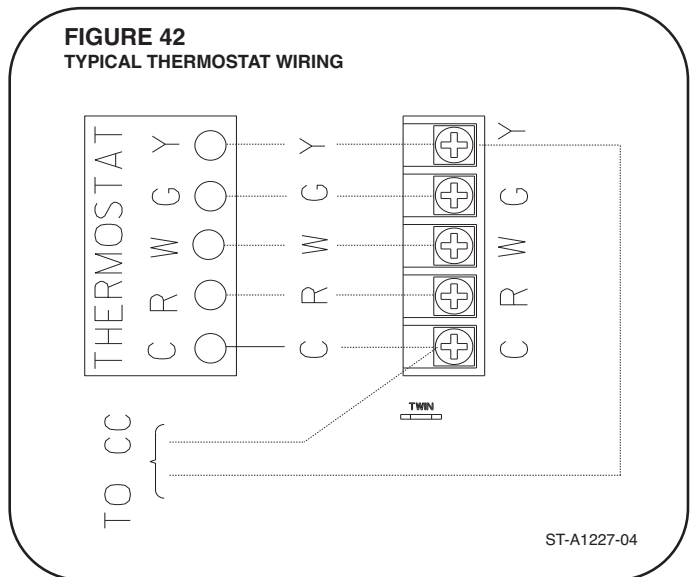 FIGURE 42
TYPICAL THERMOSTAT WIRING
THERMOSTAT
Y
G
W
R
C
Y
G
W
R
C
Y
G
W
R
C
TWIN
TO CC
ST-A1227-04